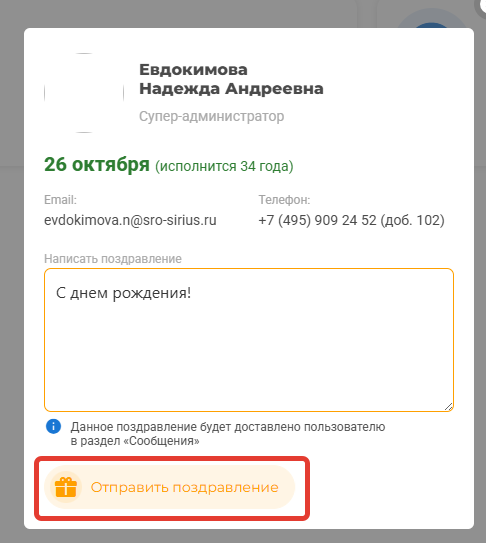 Евдокимова
Надежда Андреевна
Супер-администратор
26 октября (исполнится 34 года)
Email:
evdokimova.n@sro-sirius.ru
Телефон:
+7 (495) 909 24 52 (доб. 102)
Написать поздравление
С днем рождения!
Данное поздравление будет доставлено пользователю
в раздел «Сообщения»
Отправить поздравление